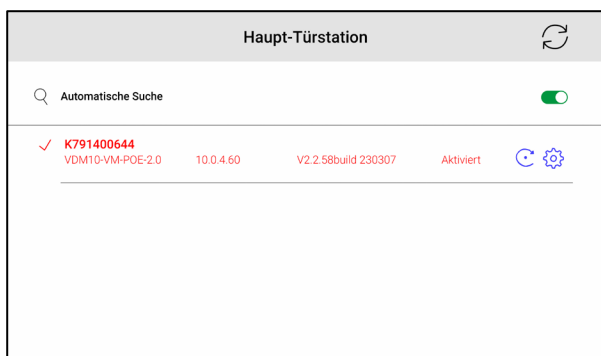 Haupt-Türstation
Automatische Suche
K791400644
VDM10-VM-POE-2.0 10.0.4.60 V2.2.58build 230307 Aktiviert